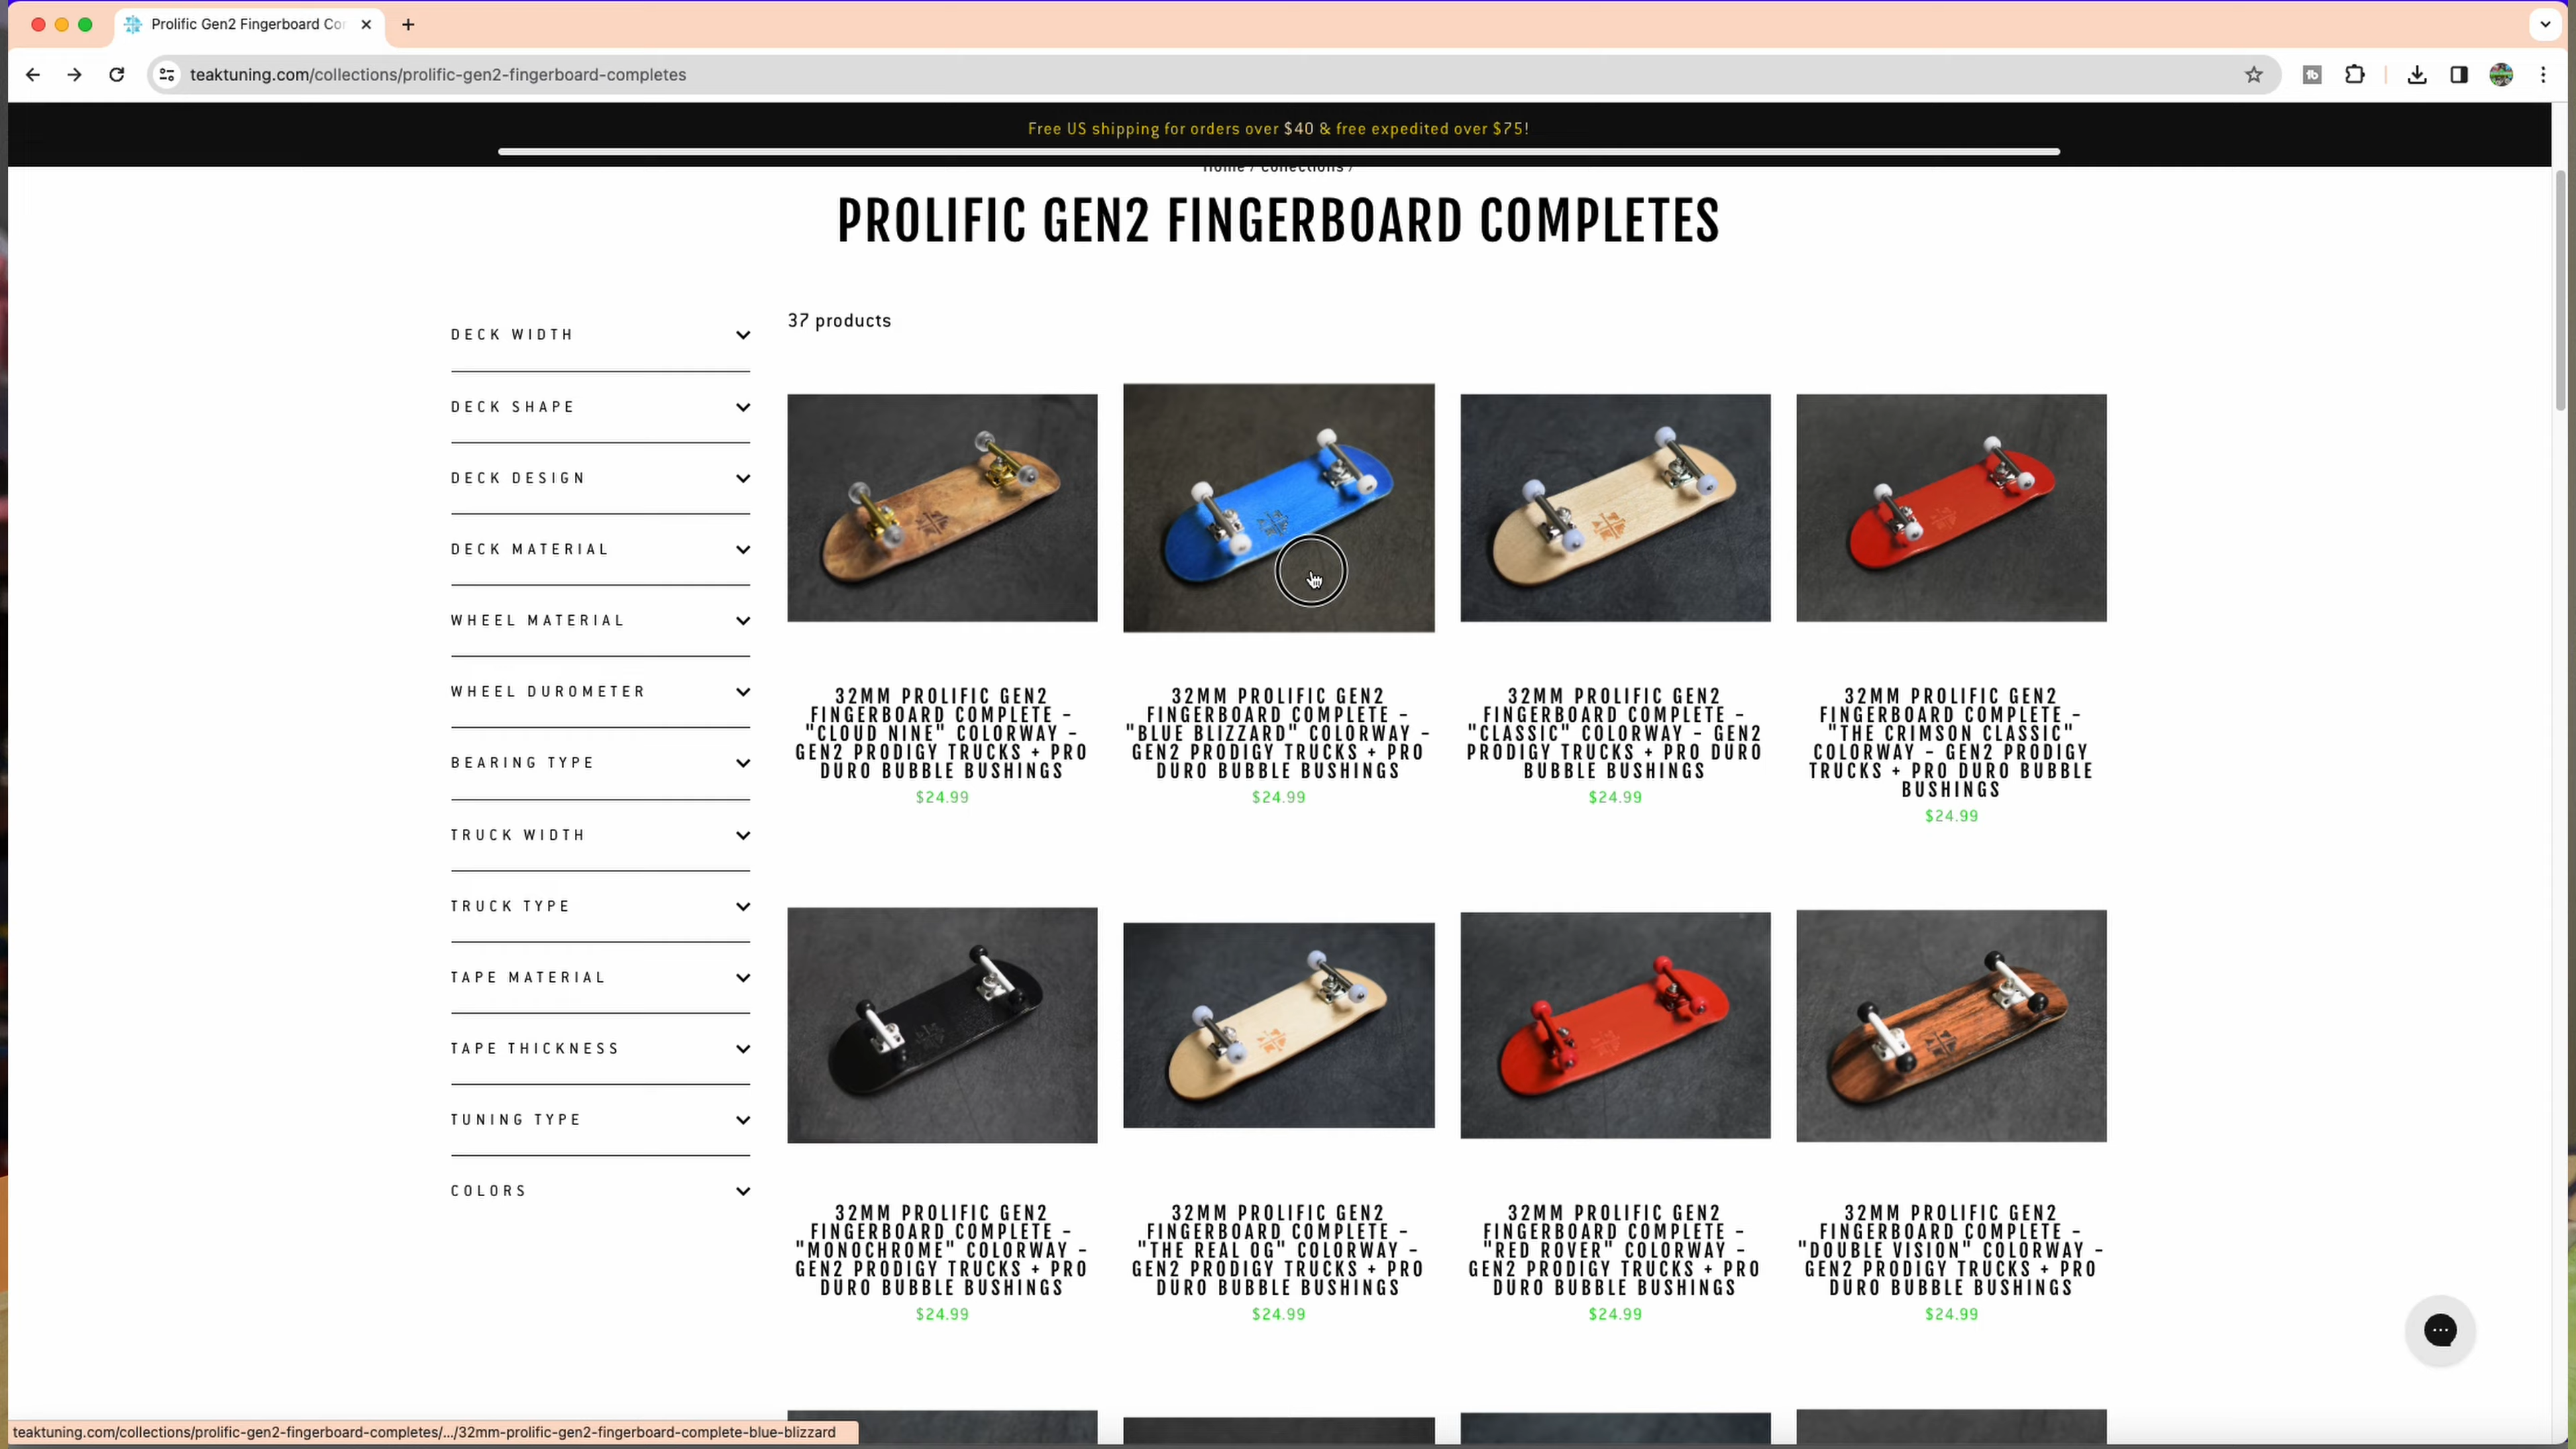 Prolific Gen2 Fingerboard Co
teaktuning.com/collections/prolific-gen2-fingerboard-completes
Free US shipping for orders over $40 & free expedited over $75!
Home / Collections /
PROLIFIC GEN2 FINGERBOARD COMPLETES
37 products
DECK WIDTH
DECK SHAPE
DECK DESIGN
DECK MATERIAL
WHEEL MATERIAL
WHEEL DUROMETER
BEARING TYPE
TRUCK WIDTH
TRUCK TYPE
TAPE MATERIAL
TAPE THICKNESS
TUNING TYPE
COLORS
32MM PROLIFIC GEN2
FINGERBOARD COMPLETE -
"CLOUD NINE" COLORWAY -
GEN2 PRODIGY TRUCKS + PRO
DURO BUBBLE BUSHINGS
$24.99
32MM PROLIFIC GEN2
FINGERBOARD COMPLETE -
"BLUE BLIZZARD" COLORWAY -
GEN2 PRODIGY TRUCKS + PRO
DURO BUBBLE BUSHINGS
$24.99
32MM PROLIFIC GEN2
FINGERBOARD COMPLETE -
"CLASSIC" COLORWAY - GEN2
PRODIGY TRUCKS + PRO DURO
BUBBLE BUSHINGS
$24.99
32MM PROLIFIC GEN2
FINGERBOARD COMPLETE -
"THE CRIMSON CLASSIC"
COLORWAY - GEN2 PRODIGY
TRUCKS + PRO DURO BUBBLE
BUSHINGS
$24.99
32MM PROLIFIC GEN2
FINGERBOARD COMPLETE -
"MONOCHROME" COLORWAY -
GEN2 PRODIGY TRUCKS + PRO
DURO BUBBLE BUSHINGS
$24.99
32MM PROLIFIC GEN2
FINGERBOARD COMPLETE -
"THE REAL OG" COLORWAY -
GEN2 PRODIGY TRUCKS + PRO
DURO BUBBLE BUSHINGS
$24.99
32MM PROLIFIC GEN2
FINGERBOARD COMPLETE -
"RED ROVER" COLORWAY -
GEN2 PRODIGY TRUCKS + PRO
DURO BUBBLE BUSHINGS
$24.99
32MM PROLIFIC GEN2
FINGERBOARD COMPLETE -
"DOUBLE VISION" COLORWAY -
GEN2 PRODIGY TRUCKS + PRO
DURO BUBBLE BUSHINGS
$24.99
teaktuning.com/collections/prolific-gen2-fingerboard-completes/.../32mm-prolific-gen2-fingerboard-complete-blue-blizzard